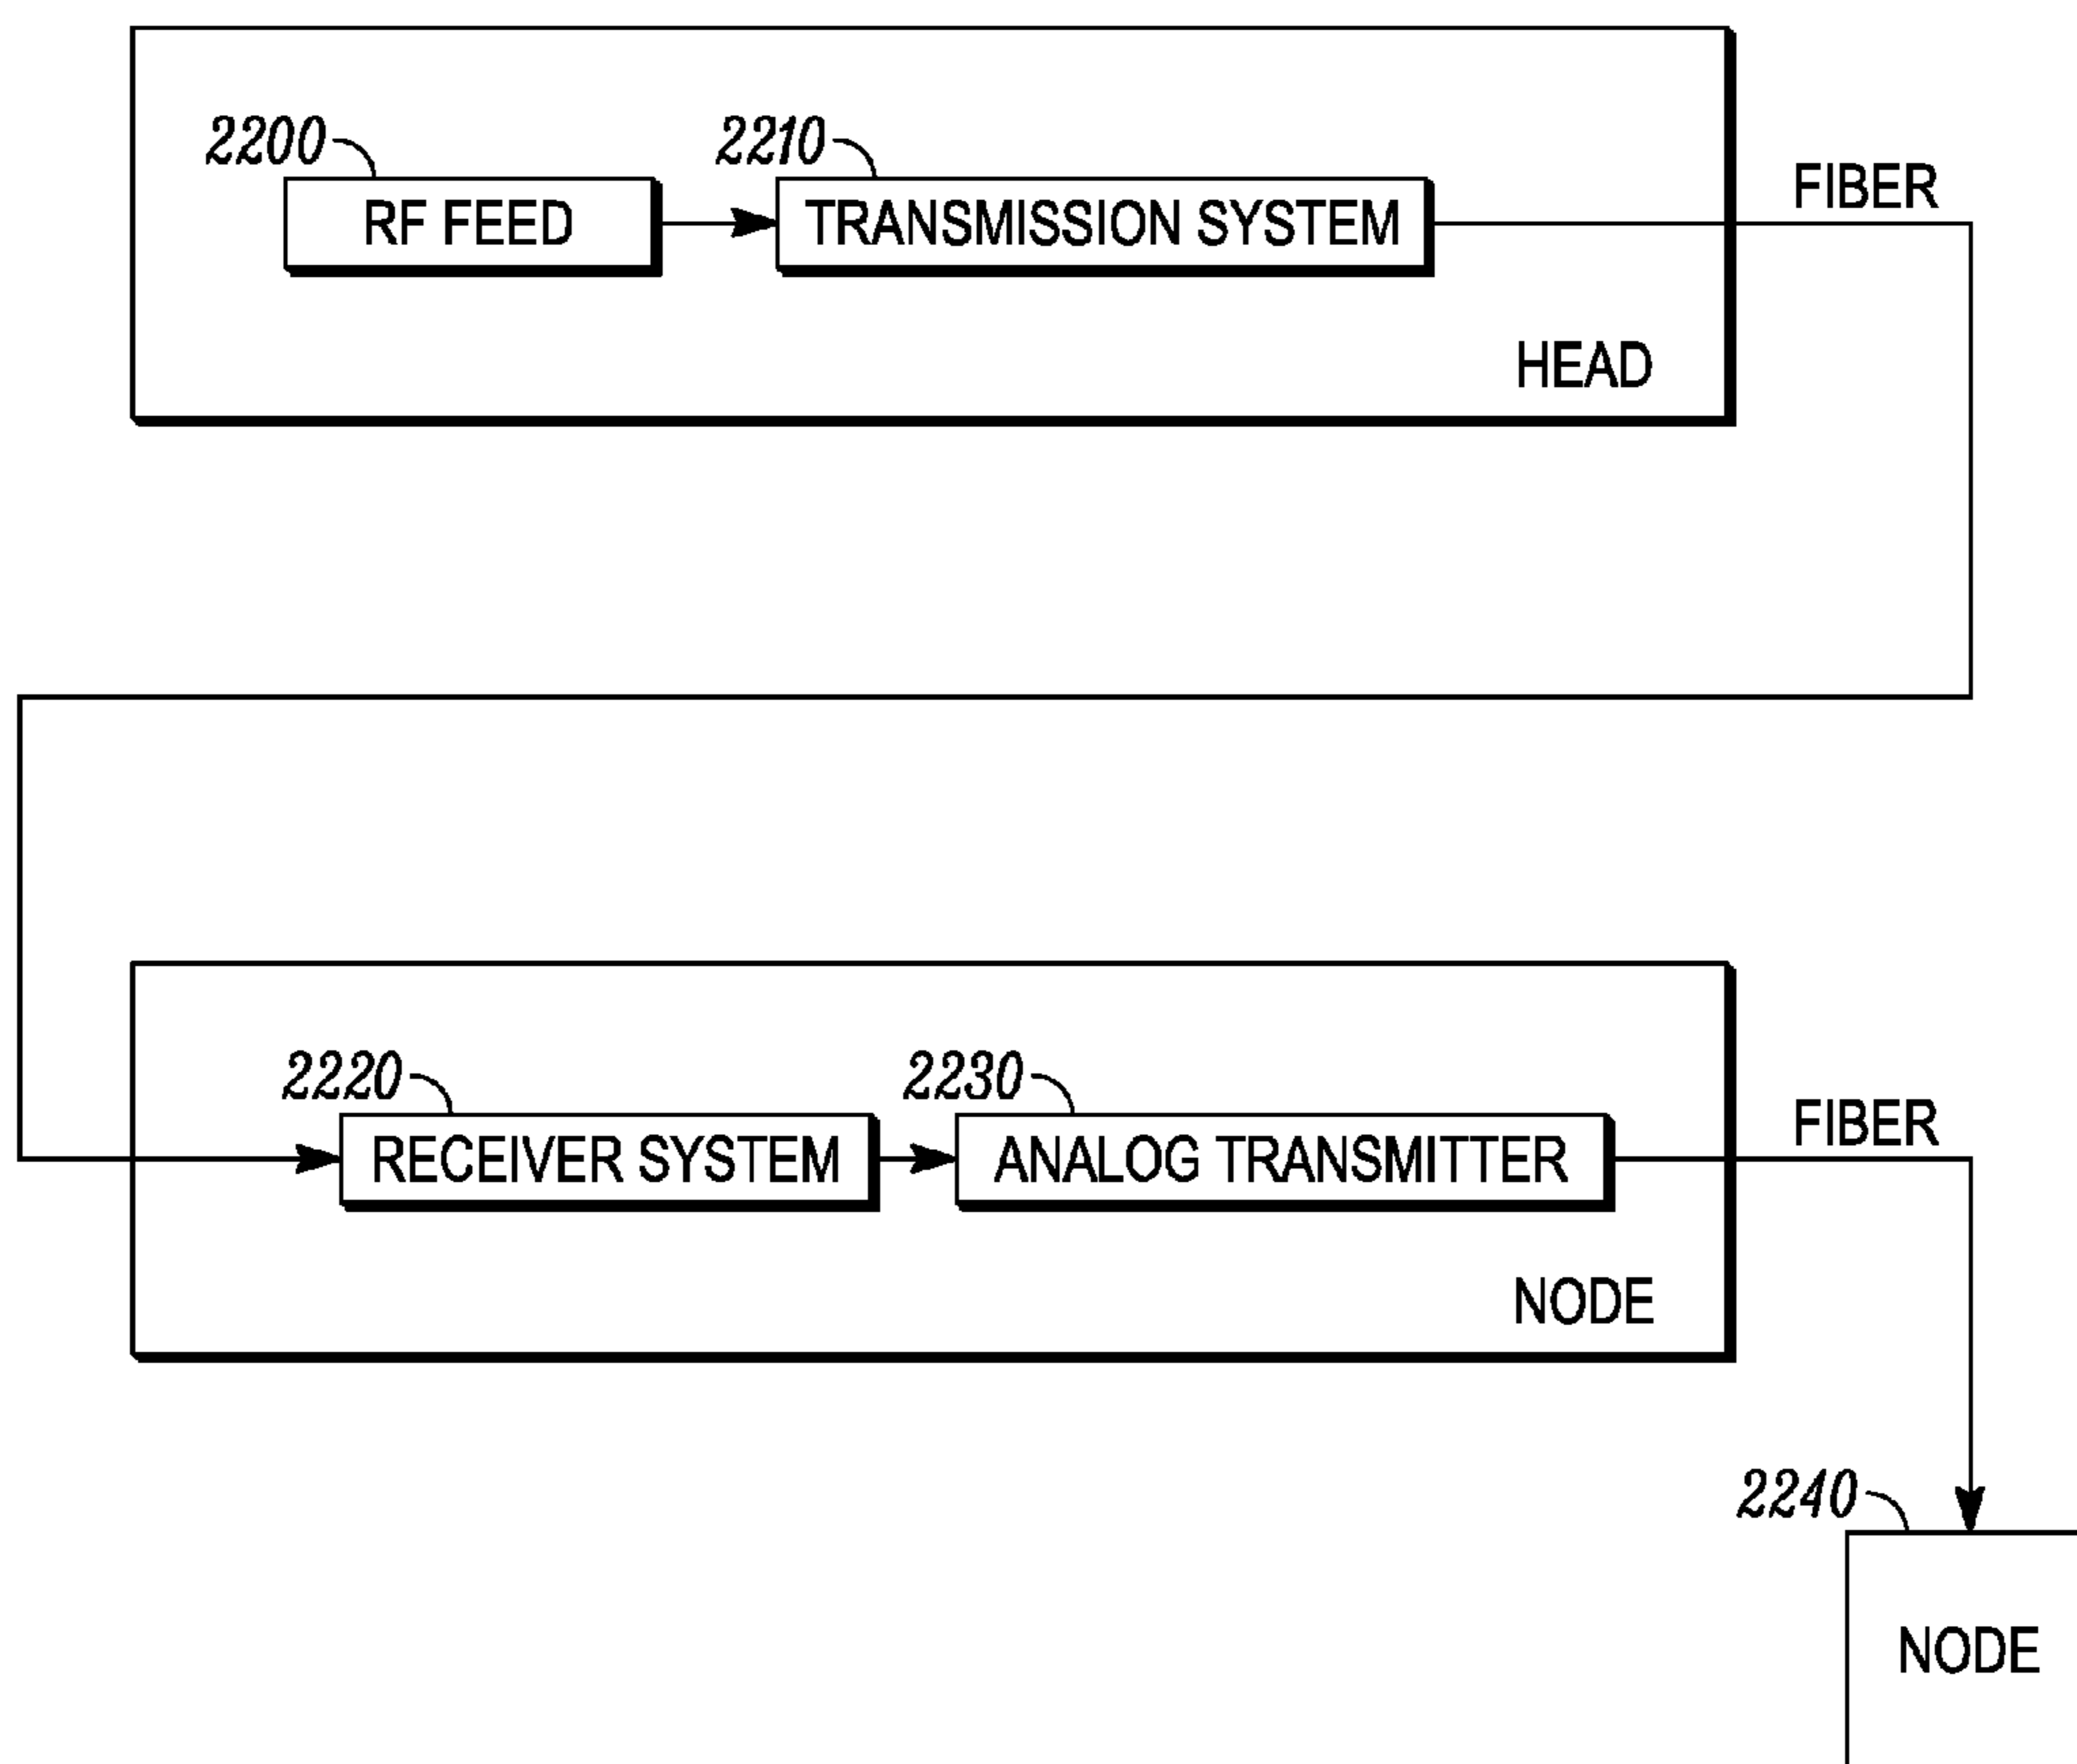 2200
2210
FIBER
RF FEED
TRANSMISSION SYSTEM
HEAD
2220
2230
FIBER
RECEIVER SYSTEM
ANALOG TRANSMITTER
NODE
2240
NODE